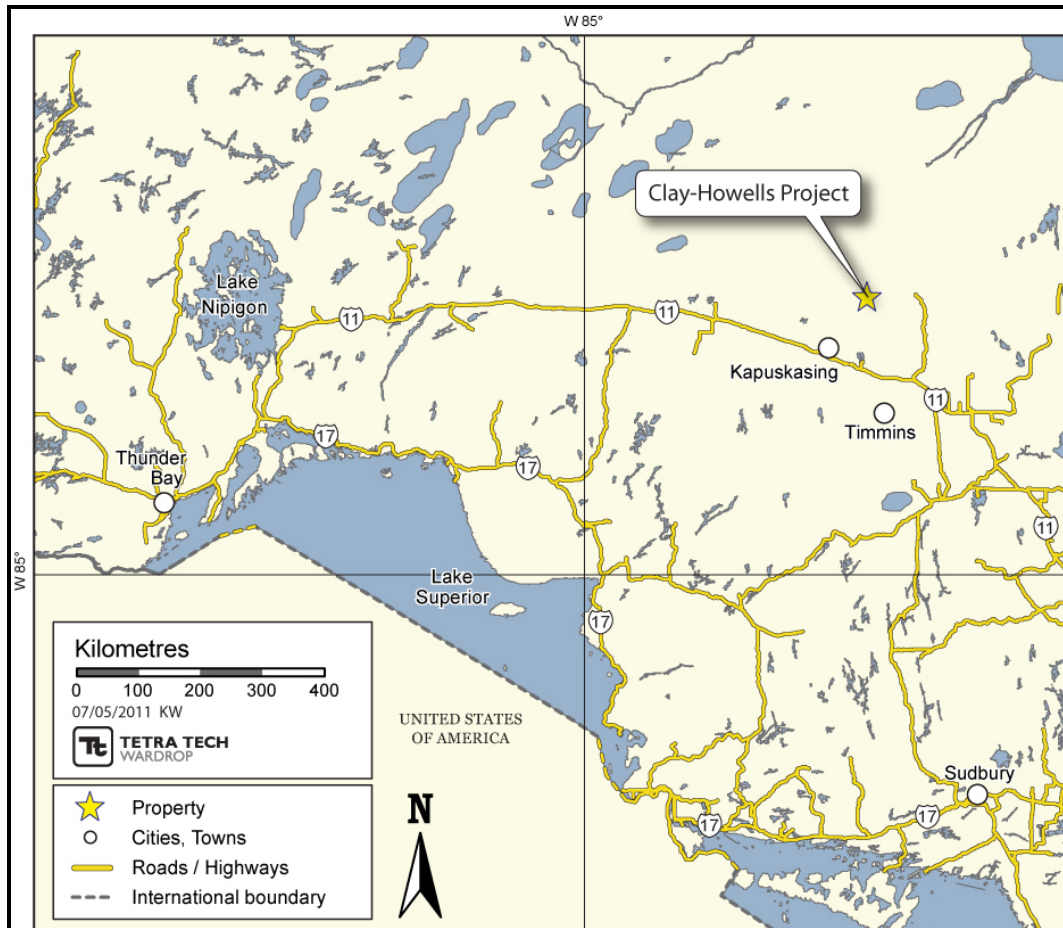 W 85°
Clay-Howells Project
Lake
Nipigon
11
11
Kapuskasing
11
Timmins
17
Thunder
Bay
17
11
W 85°
Lake
Superior
17
Kilometres
0 100 200 300 400
07/05/2011 KW
Tt TETRA TECH
WARDROP
UNITED STATES
OF AMERICA
Sudbury
Property
N
17
17
Cities, Towns
Roads / Highways
International boundary